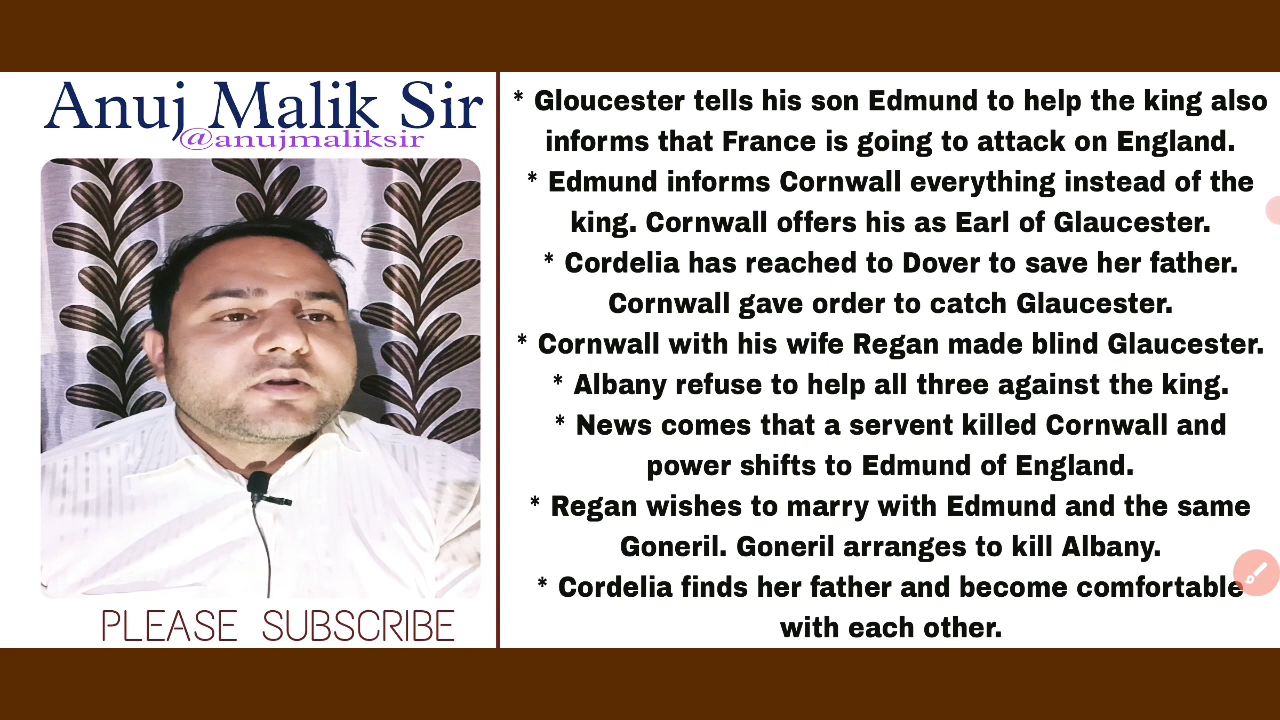 Anuj Malik Sir
@anujmaliksir
PLEASE SUBSCRIBE
* Gloucester tells his son Edmund to help the king also
informs that France is going to attack on England.
* Edmund informs Cornwall everything instead of the
king. Cornwall offers his as Earl of Glaucester.
* Cordelia has reached to Dover to save her father.
Cornwall gave order to catch Glaucester.
* Cornwall with his wife Regan made blind Glaucester.
* Albany refuse to help all three against the king.
* News comes that a servent killed Cornwall and
power shifts to Edmund of England.
* Regan wishes to marry with Edmund and the same
Goneril. Goneril arranges to kill Albany.
* Cordelia finds her father and become comfortable
with each other.